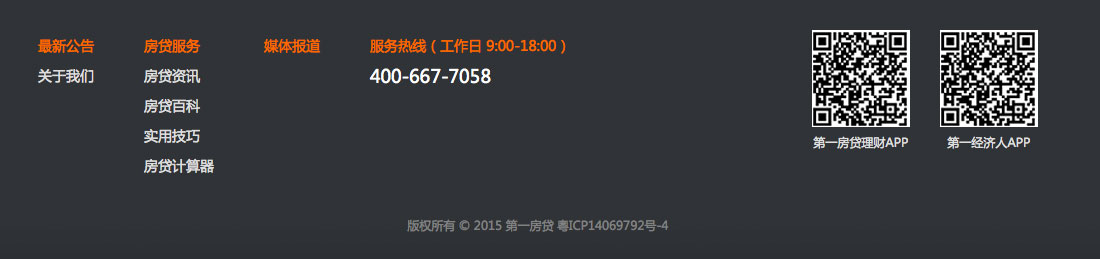 最新公告
关于我们
房贷服务
房贷资讯
房贷百科
实用技巧
房贷计算器
媒体报道
服务热线（工作日 9:00-18:00）
400-667-7058
第一房贷理财APP
第一经济人APP
版权所有 © 2015 第一房贷 粤ICP14069792号-4